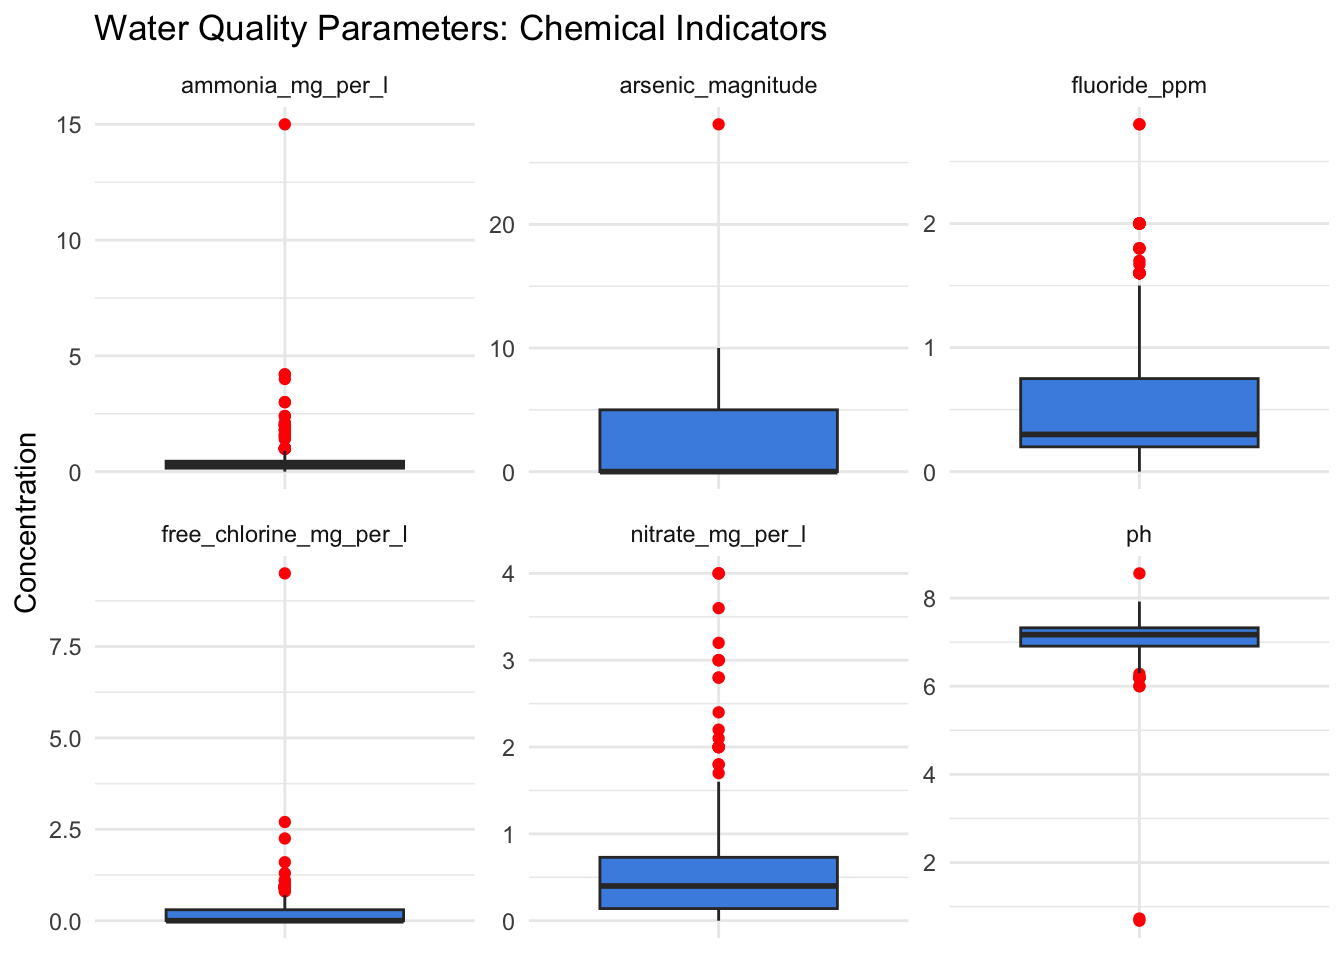 Water Quality Parameters: Chemical Indicators
ammonia_mg_per_l
arsenic_magnitude
fluoride_ppm
15
10
5
0
20
10
0
2
1
0
Concentration
free_chlorine_mg_per_l
nitrate_mg_per_l
ph
7.5
5.0
2.5
0.0
4
3
2
1
0
8
6
4
2